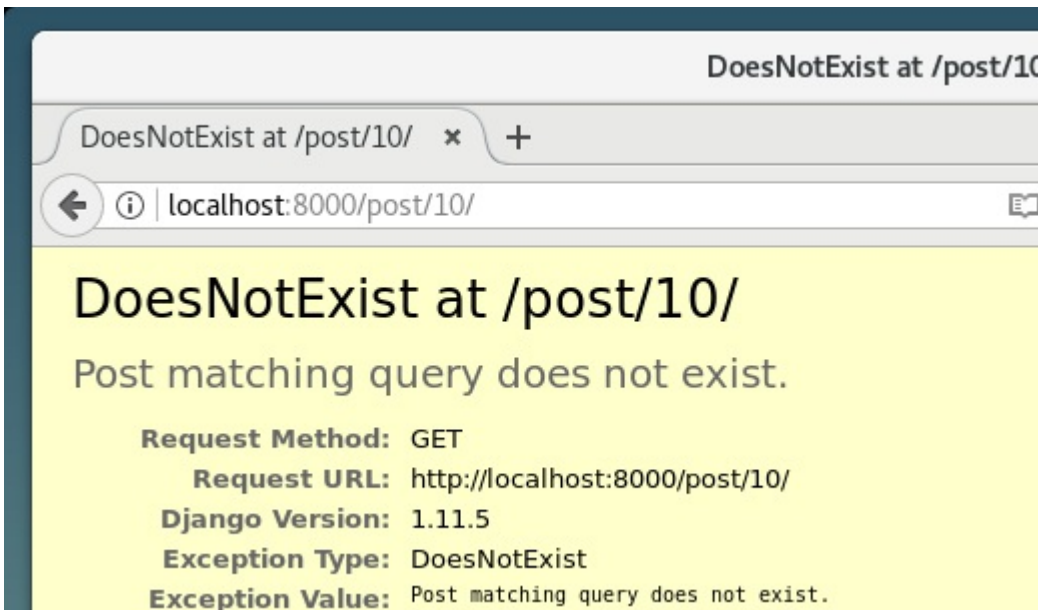 DoesNotExist at /post/10
DoesNotExist at /post/10/ × +
localhost:8000/post/10/
DoesNotExist at /post/10/
Post matching query does not exist.
Request Method: GET
Request URL: http://localhost:8000/post/10/
Django Version: 1.11.5
Exception Type: DoesNotExist
Exception Value: Post matching query does not exist.